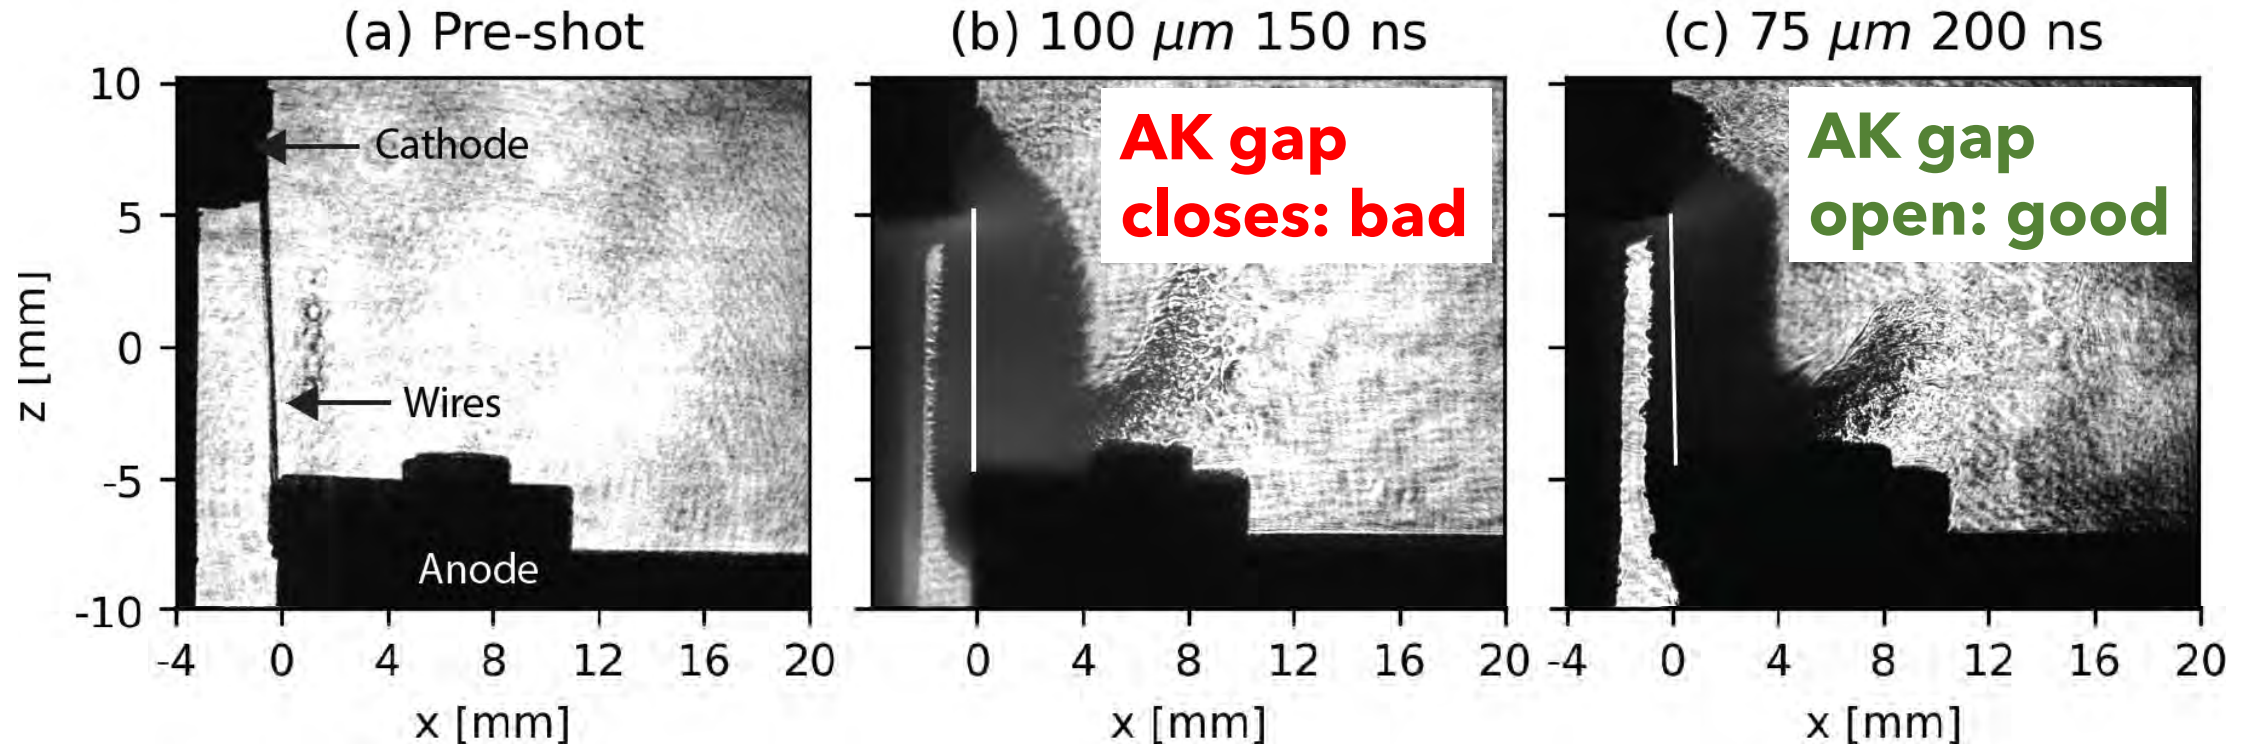 (a) Pre-shot
(b) 100 μm 150 ns
(c) 75 μm 200 ns
10
5
0
-5
-10
z [mm]
Cathode
Wires
Anode
AK gap
closes: bad
AK gap
open: good
-4 0 4 8 12 16 20
0 4 8 12 16 20
-4 0 4 8 12 16 20
x [mm]
x [mm]
x [mm]